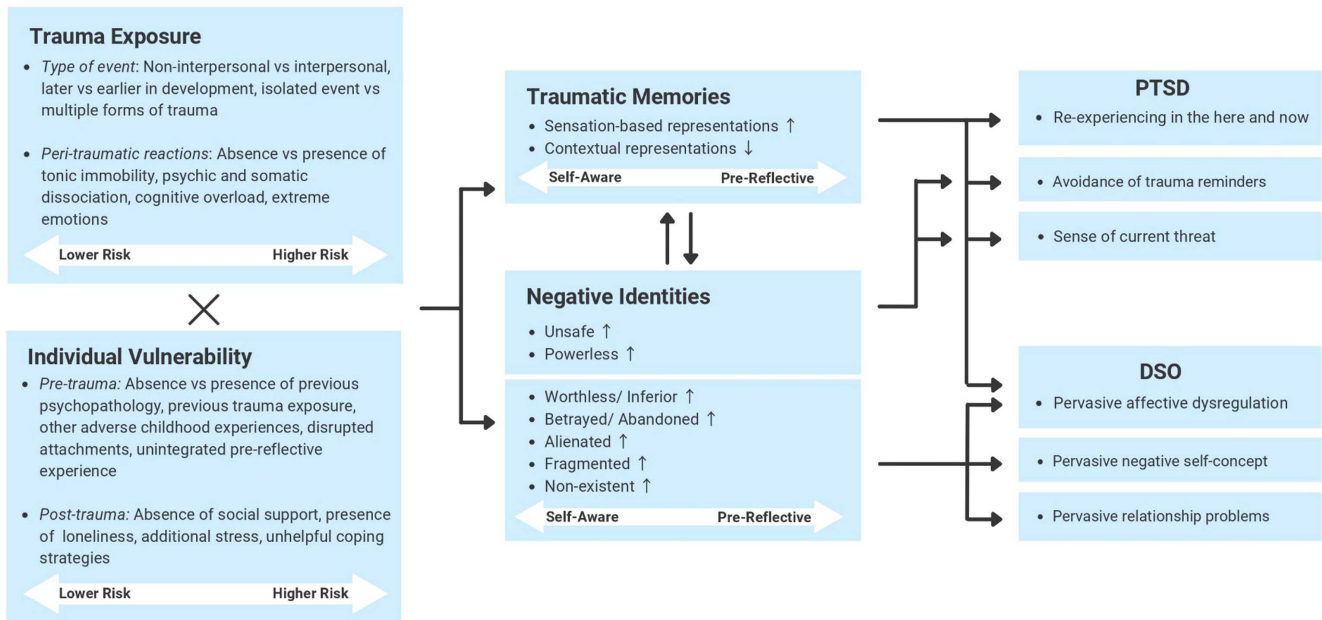 Trauma Exposure
• Type of event: Non-interpersonal vs interpersonal,
later vs earlier in development, isolated event vs
multiple forms of trauma
• Peri-traumatic reactions: Absence vs presence of
tonic immobility, psychic and somatic
dissociation, cognitive overload, extreme
emotions
Lower Risk Higher Risk
Individual Vulnerability
• Pre-trauma: Absence vs presence of previous
psychopathology, previous trauma exposure,
other adverse childhood experiences, disrupted
attachments, unintegrated pre-reflective
experience
• Post-trauma: Absence of social support, presence
of loneliness, additional stress, unhelpful coping
strategies
Lower Risk Higher Risk
Traumatic Memories
• Sensation-based representations ↑
• Contextual representations ↓
Self-Aware Pre-Reflective
Negative Identities
• Unsafe ↑
• Powerless ↑
• Worthless/ Inferior ↑
• Betrayed/ Abandoned ↑
• Alienated ↑
• Fragmented ↑
• Non-existent ↑
Self-Aware Pre-Reflective
PTSD
• Re-experiencing in the here and now
• Avoidance of trauma reminders
• Sense of current threat
DSO
• Pervasive affective dysregulation
• Pervasive negative self-concept
• Pervasive relationship problems